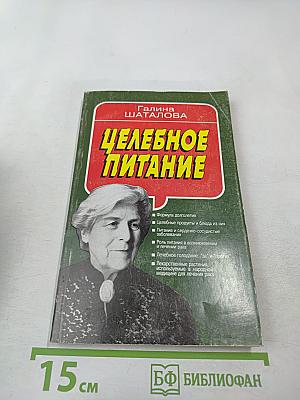 Галина
ШАТАЛОВА
ЦЕЛЕБНОЕ
ПИТАНИЕ
Формула долголетия
Целебные продукты и блюда из них
Питание и сердечно-сосудистые
заболевания
Роль питания в возникновении
и лечении рака
Лечебное голодание: "за" и "против"
Лекарственные растения,
используемые в народной
медицине для лечения рака
15 см
БФ БИБЛИОФАН